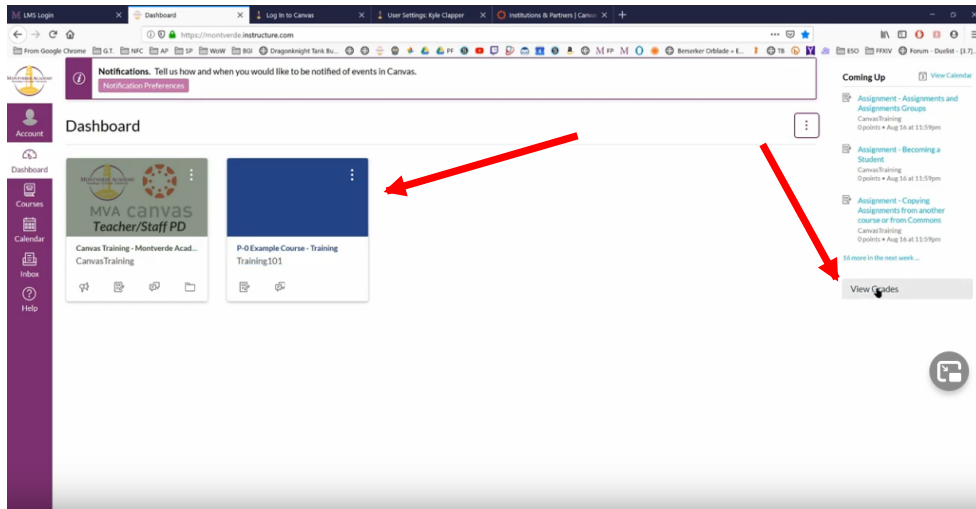 LMS Login
Dashboard
Log In to Canvas
User Settings: Kyle Clapper
Institutions & Partners | Canva
https://montverde.instructure.com
From Google Chrome G.T. NFC AP SP WoW BGI Dragonknight Tank Bu... PF FP TB Berserker Orblade « E... ESO FFXIV Forum - Duelist - [3.7]...
Notifications. Tell us how and when you would like to be notified of events in Canvas.
Notification Preferences
Account
Dashboard
Courses
Calendar
Inbox
Help
Dashboard
MVA canvas
Teacher/Staff PD
Canvas Training - Montverde Acad...
CanvasTraining
P-0 Example Course - Training
Training101
Coming Up
View Calendar
Assignment - Assignments and
Assignments Groups
CanvasTraining
0 points • Aug 16 at 11:59pm
Assignment - Becoming a
Student
CanvasTraining
0 points • Aug 16 at 11:59pm
Assignment - Copying
Assignments from another
course or from Commons
CanvasTraining
0 points • Aug 16 at 11:59pm
16 more in the next week ...
View Grades